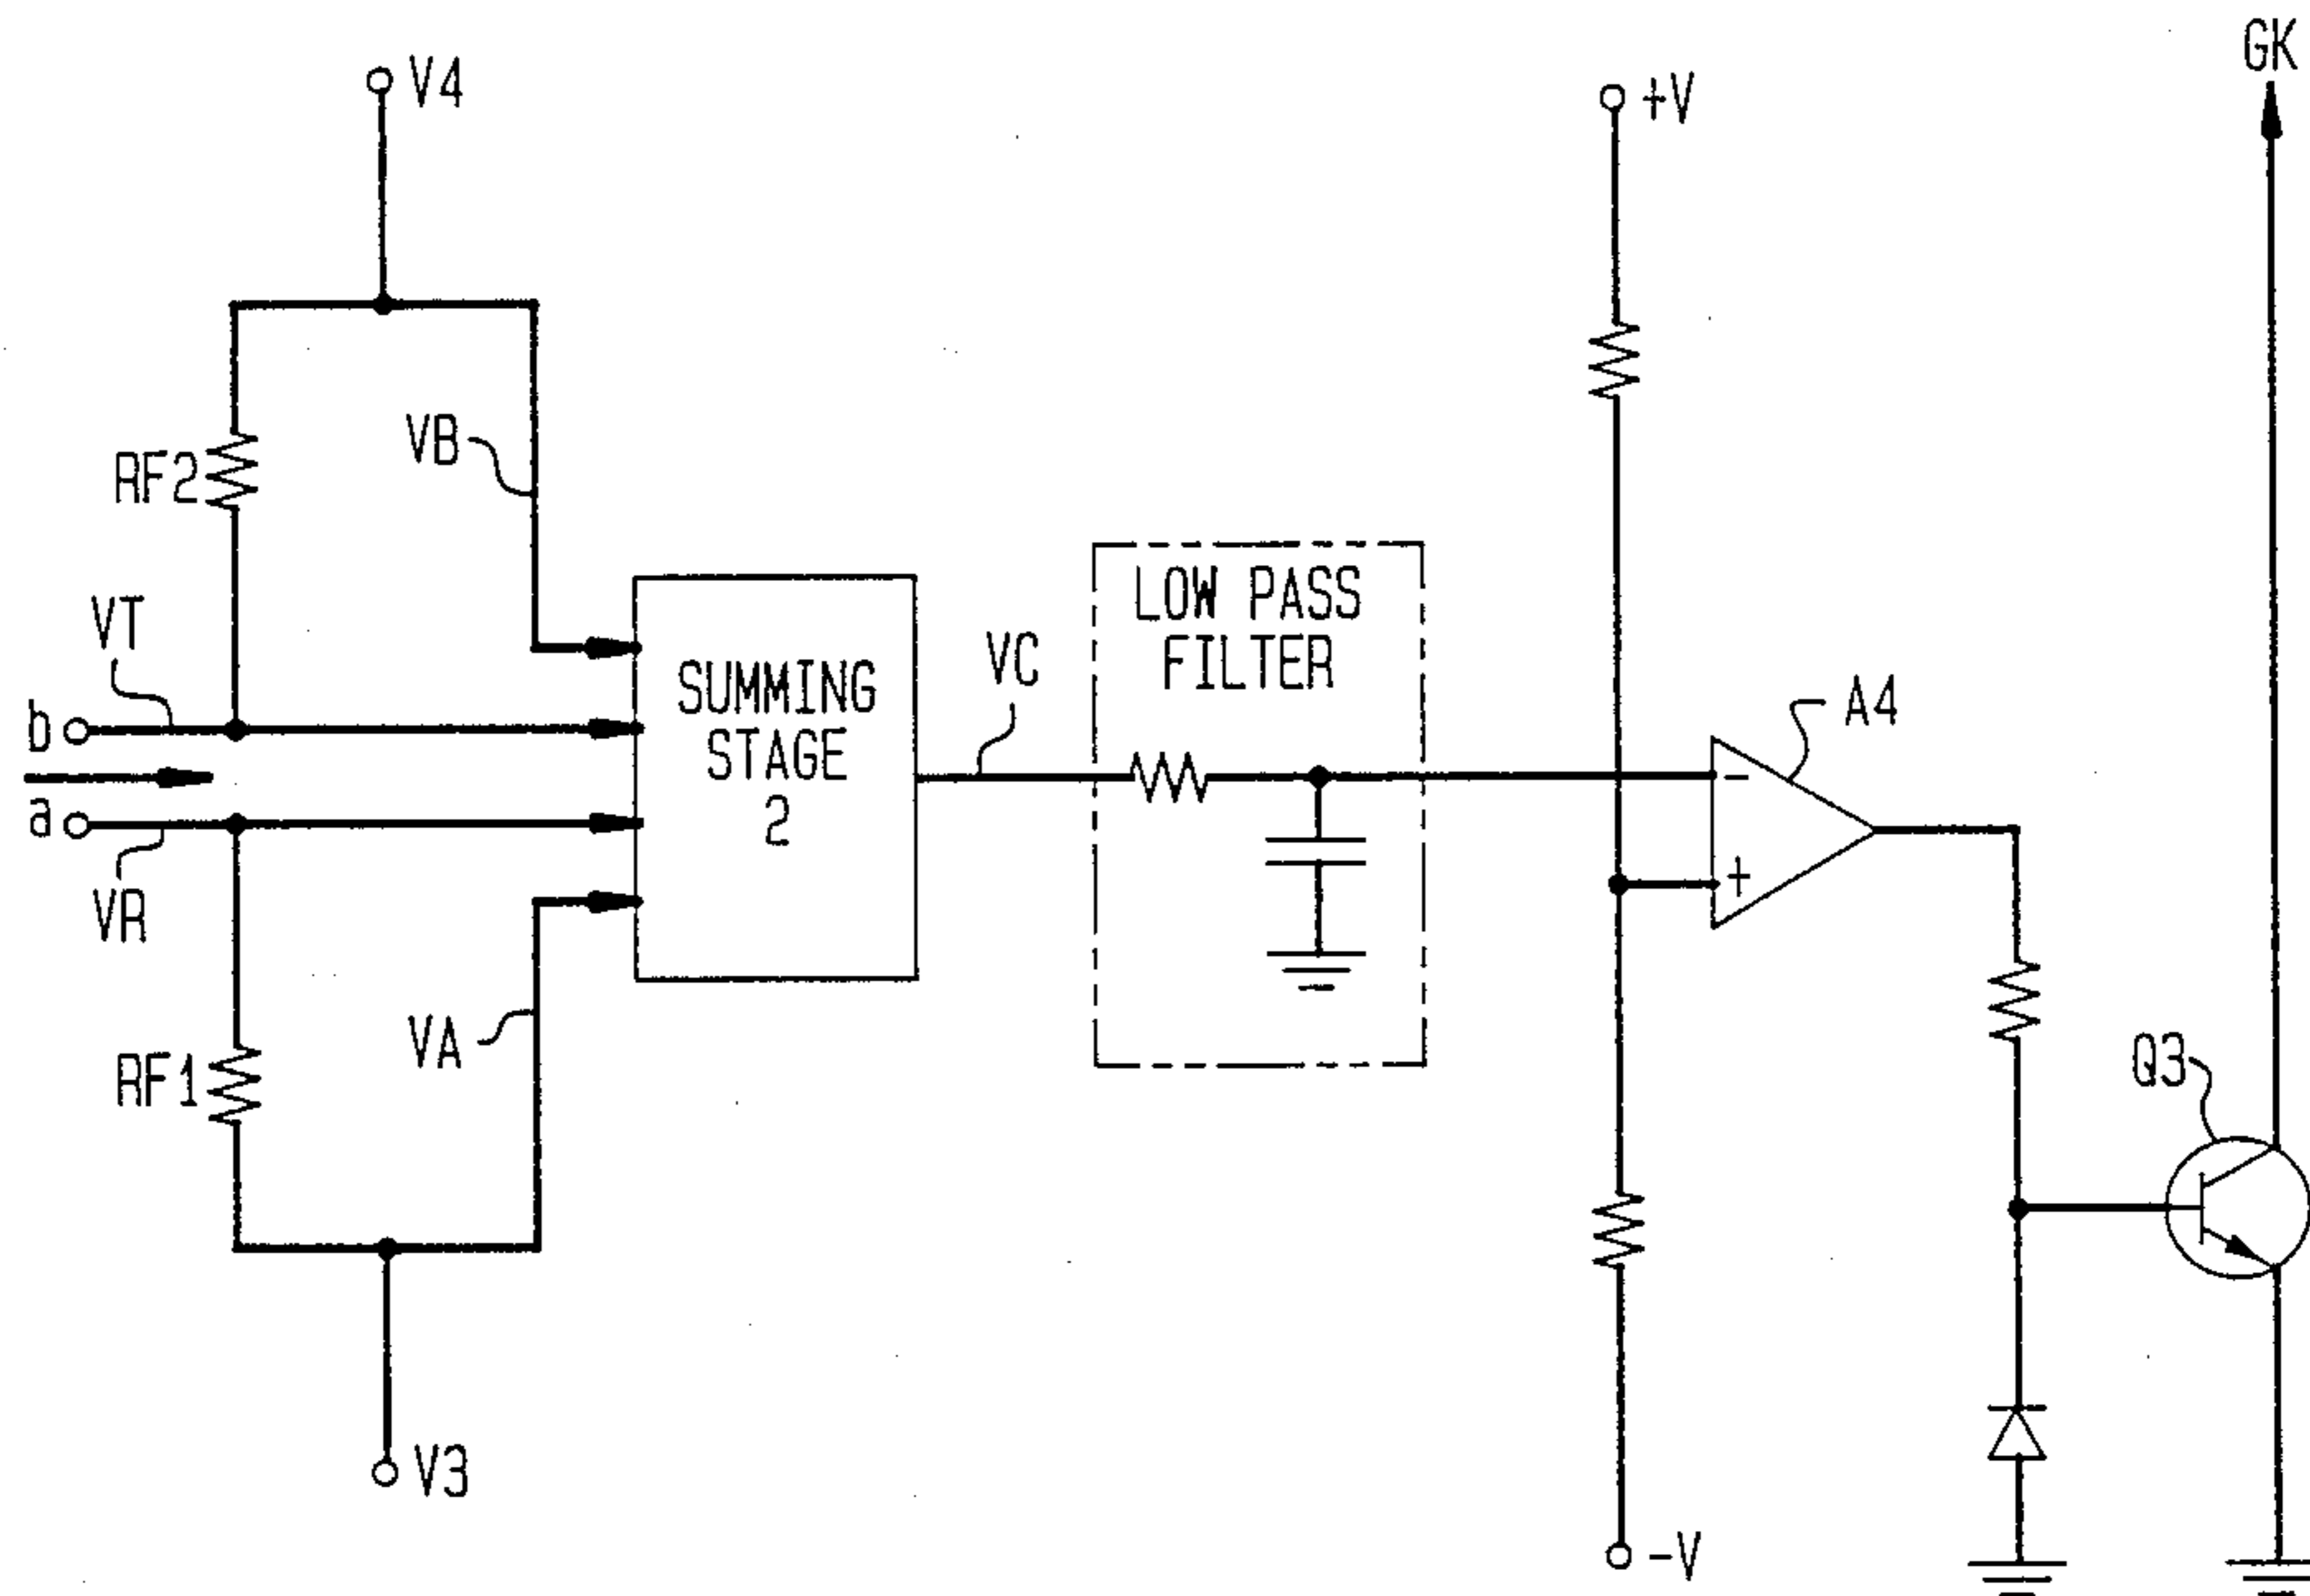 GK
V4
+V
VB
RF2
LOW PASS
FILTER
VT
VC
SUMMING
STAGE
2
A4
b
-
a
+
VR
VA
RF1
Q3
V3
-V